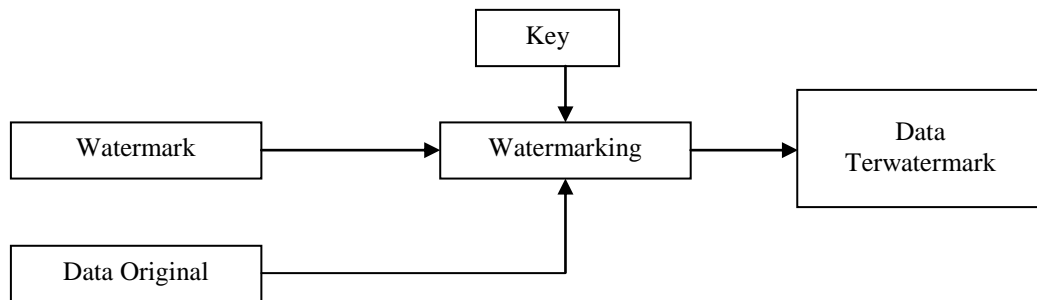 Key
Watermark
Watermarking
Data
Terwatermark
Data Original